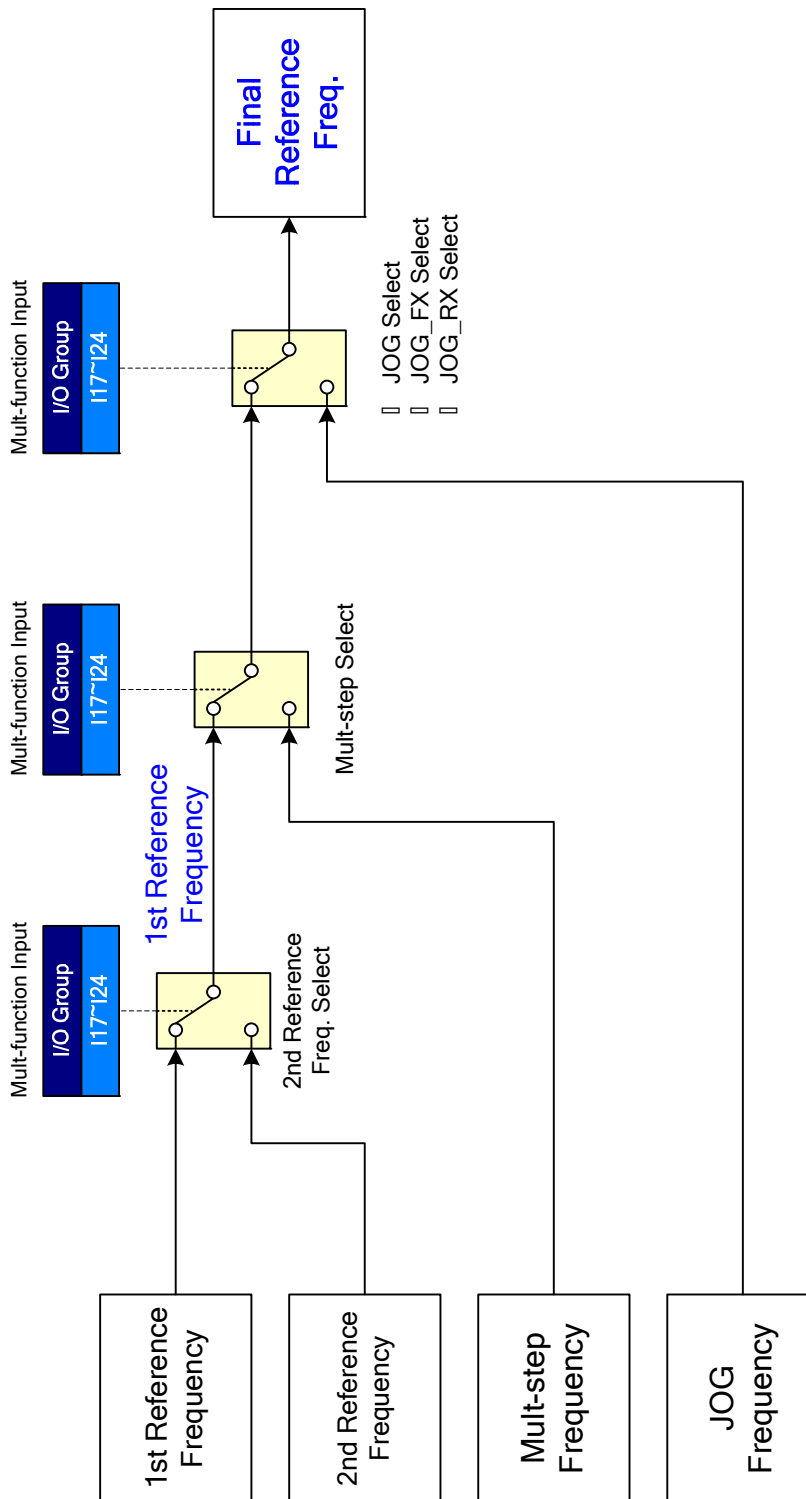 Mult-function Input
I/O Group
I17~I24
Mult-function Input
I/O Group
I17~I24
Mult-function Input
I/O Group
I17~I24
1st Reference
Frequency
1st Reference
Frequency
2nd Reference
Freq. Select
Mult-step Select
JOG Select
JOG_FX Select
JOG_RX Select
Final
Reference
Freq.
2nd Reference
Frequency
Mult-step
Frequency
JOG
Frequency